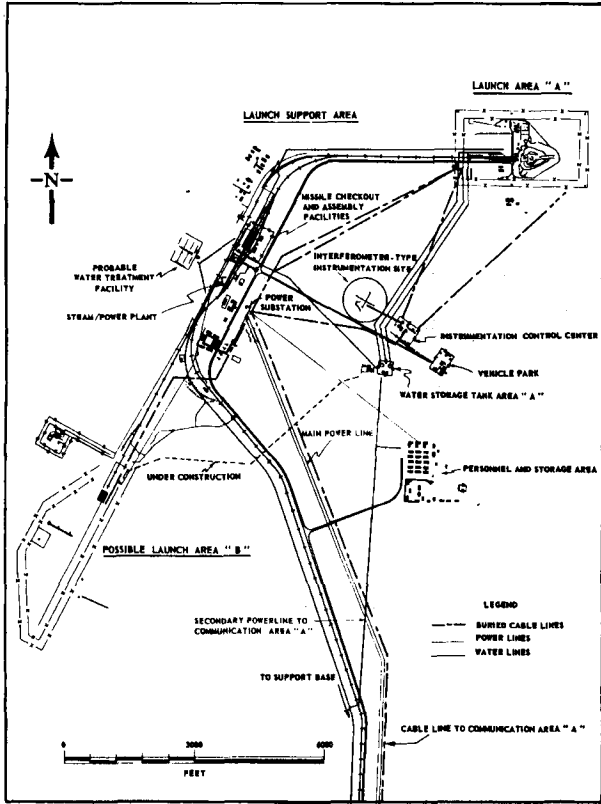 LAUNCH AREA "A"
LAUNCH SUPPORT AREA
N
MISSILE CHECKOUT
AND ASSEMBLY
FACILITIES
INTERFEROMETER-TYPE
INSTRUMENTATION SITE
PROBABLE
WATER TREATMENT
FACILITY
STEAM/POWER PLANT
POWER
SUBSTATION
INSTRUMENTATION CONTROL CENTER
VEHICLE PARK
WATER STORAGE TANK AREA "A"
MAIN POWER LINE
PERSONNEL AND STORAGE AREA
UNDER CONSTRUCTION
POSSIBLE LAUNCH AREA "B"
LEGEND
BURIED CABLE LINES
POWER LINES
WATER LINES
SECONDARY POWERLINE TO
COMMUNICATION AREA "A"
TO SUPPORT BASE
CABLE LINE TO COMMUNICATION AREA "A"
0 3000 6000
FEET